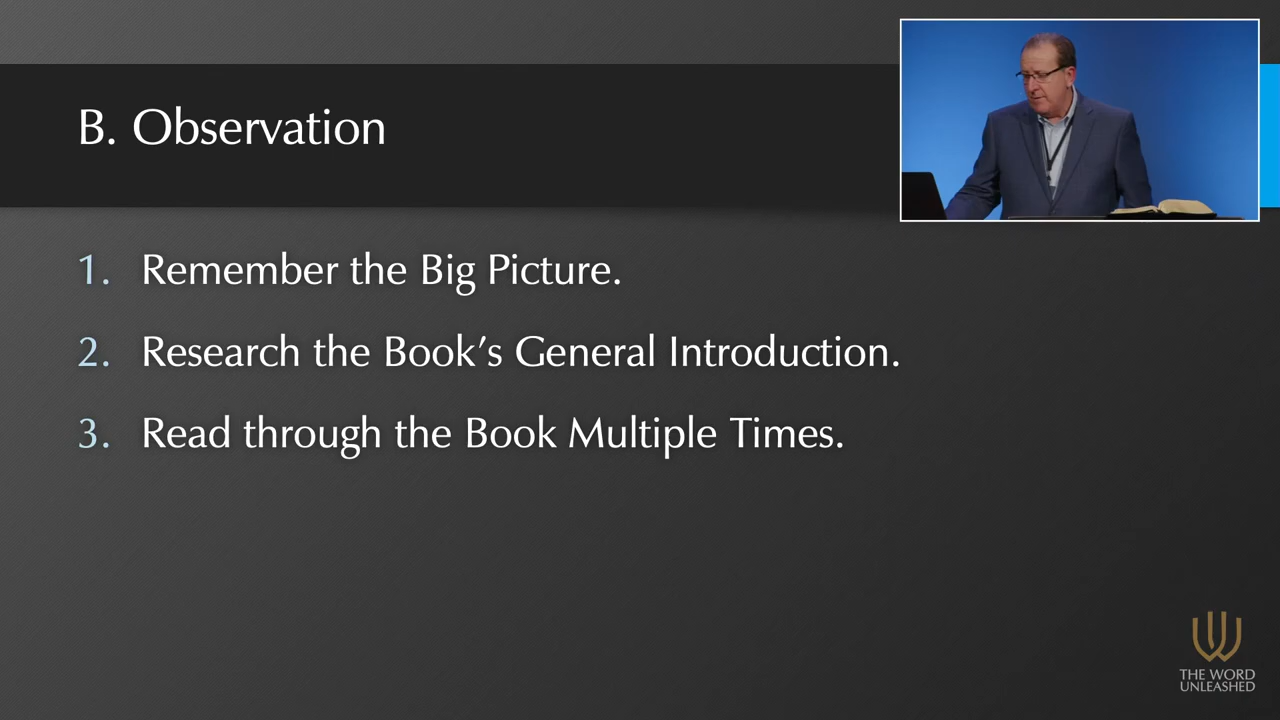 B. Observation
1. Remember the Big Picture.
2. Research the Book’s General Introduction.
3. Read through the Book Multiple Times.
THE WORD
UNLEASHED